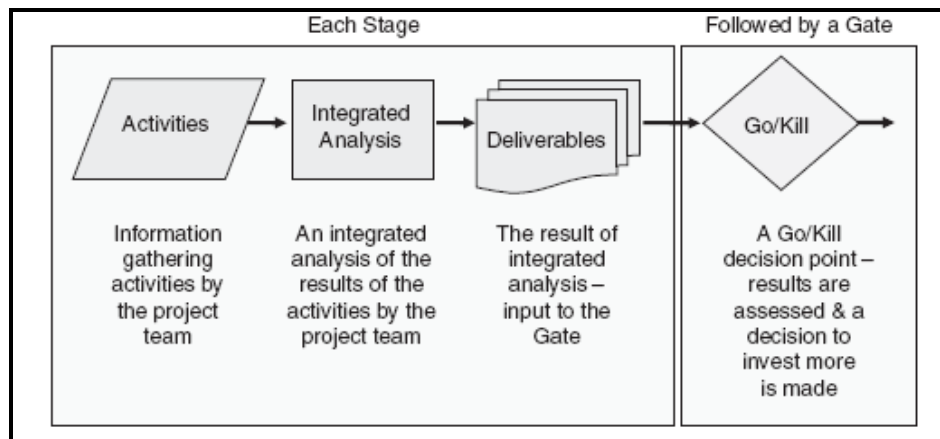 Each Stage
Followed by a Gate
Activities
Integrated
Analysis
Deliverables
Go/Kill
Information
gathering
activities by
the project
team
An integrated
analysis of the
results of the
activities by the
project team
The result of
integrated
analysis –
input to the
Gate
A Go/Kill
decision point –
results are
assessed & a
decision to
invest more
is made